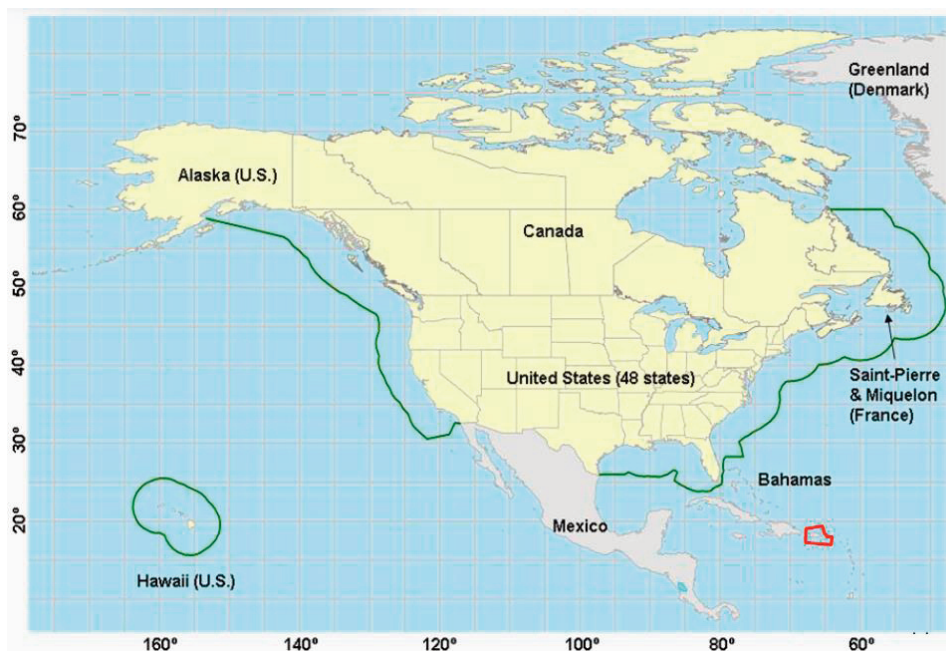 Greenland
(Denmark)
70°
Alaska (U.S.)
60°
Canada
50°
40°
United States (48 states)
Saint-Pierre
& Miquelon
(France)
30°
Bahamas
20°
Mexico
Hawaii (U.S.)
160° 140° 120° 100° 80° 60°